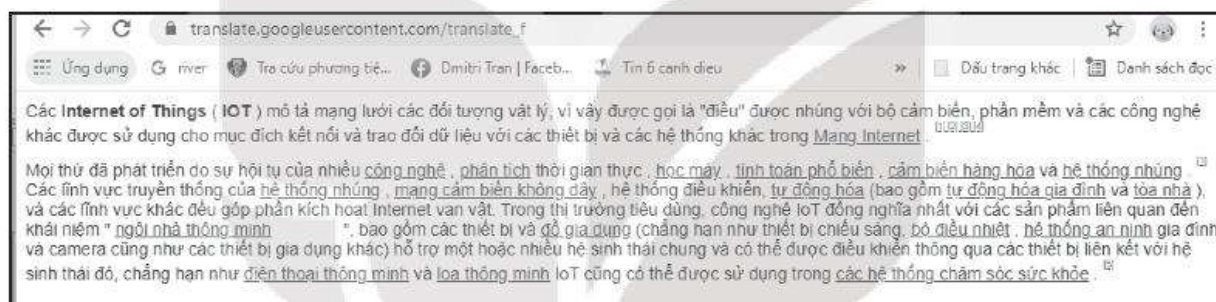 translate.googleusercontent.com/translate_f
Ứng dụng G river Tra cứu phương tiệ... Dmitri Tran | Faceb... Tin 6 canh dieu » Dấu trang khác Danh sách đọc
Các Internet of Things ( IOT ) mô tả mạng lưới các đối tượng vật lý, vì vậy được gọi là "điều" được nhúng với bộ cảm biến, phần mềm và các công nghệ
khác được sử dụng cho mục đích kết nối và trao đổi dữ liệu với các thiết bị và các hệ thống khác trong Mạng Internet . [1][2][3][4]
Mọi thứ đã phát triển do sự hội tụ của nhiều công nghệ , phân tích thời gian thực , học máy , tính toán phổ biến , cảm biến hàng hóa và hệ thống nhúng .
Các lĩnh vực truyền thống của hệ thống nhúng , mạng cảm biến không dây , hệ thống điều khiển, tự động hóa (bao gồm tự động hóa gia đình và tòa nhà ),
và các lĩnh vực khác đều góp phần kích hoạt Internet vạn vật. Trong thị trường tiêu dùng, công nghệ IoT đồng nghĩa nhất với các sản phẩm liên quan đến
khái niệm " ngôi nhà thông minh ", bao gồm các thiết bị và đồ gia dụng (chẳng hạn như thiết bị chiếu sáng, bộ điều nhiệt , hệ thống an ninh gia đình
và camera cũng như các thiết bị gia dụng khác) hỗ trợ một hoặc nhiều hệ sinh thái chung và có thể được điều khiển thông qua các thiết bị liên kết với hệ
sinh thái đó, chẳng hạn như điện thoại thông minh và loa thông minh IoT cũng có thể được sử dụng trong các hệ thống chăm sóc sức khỏe .